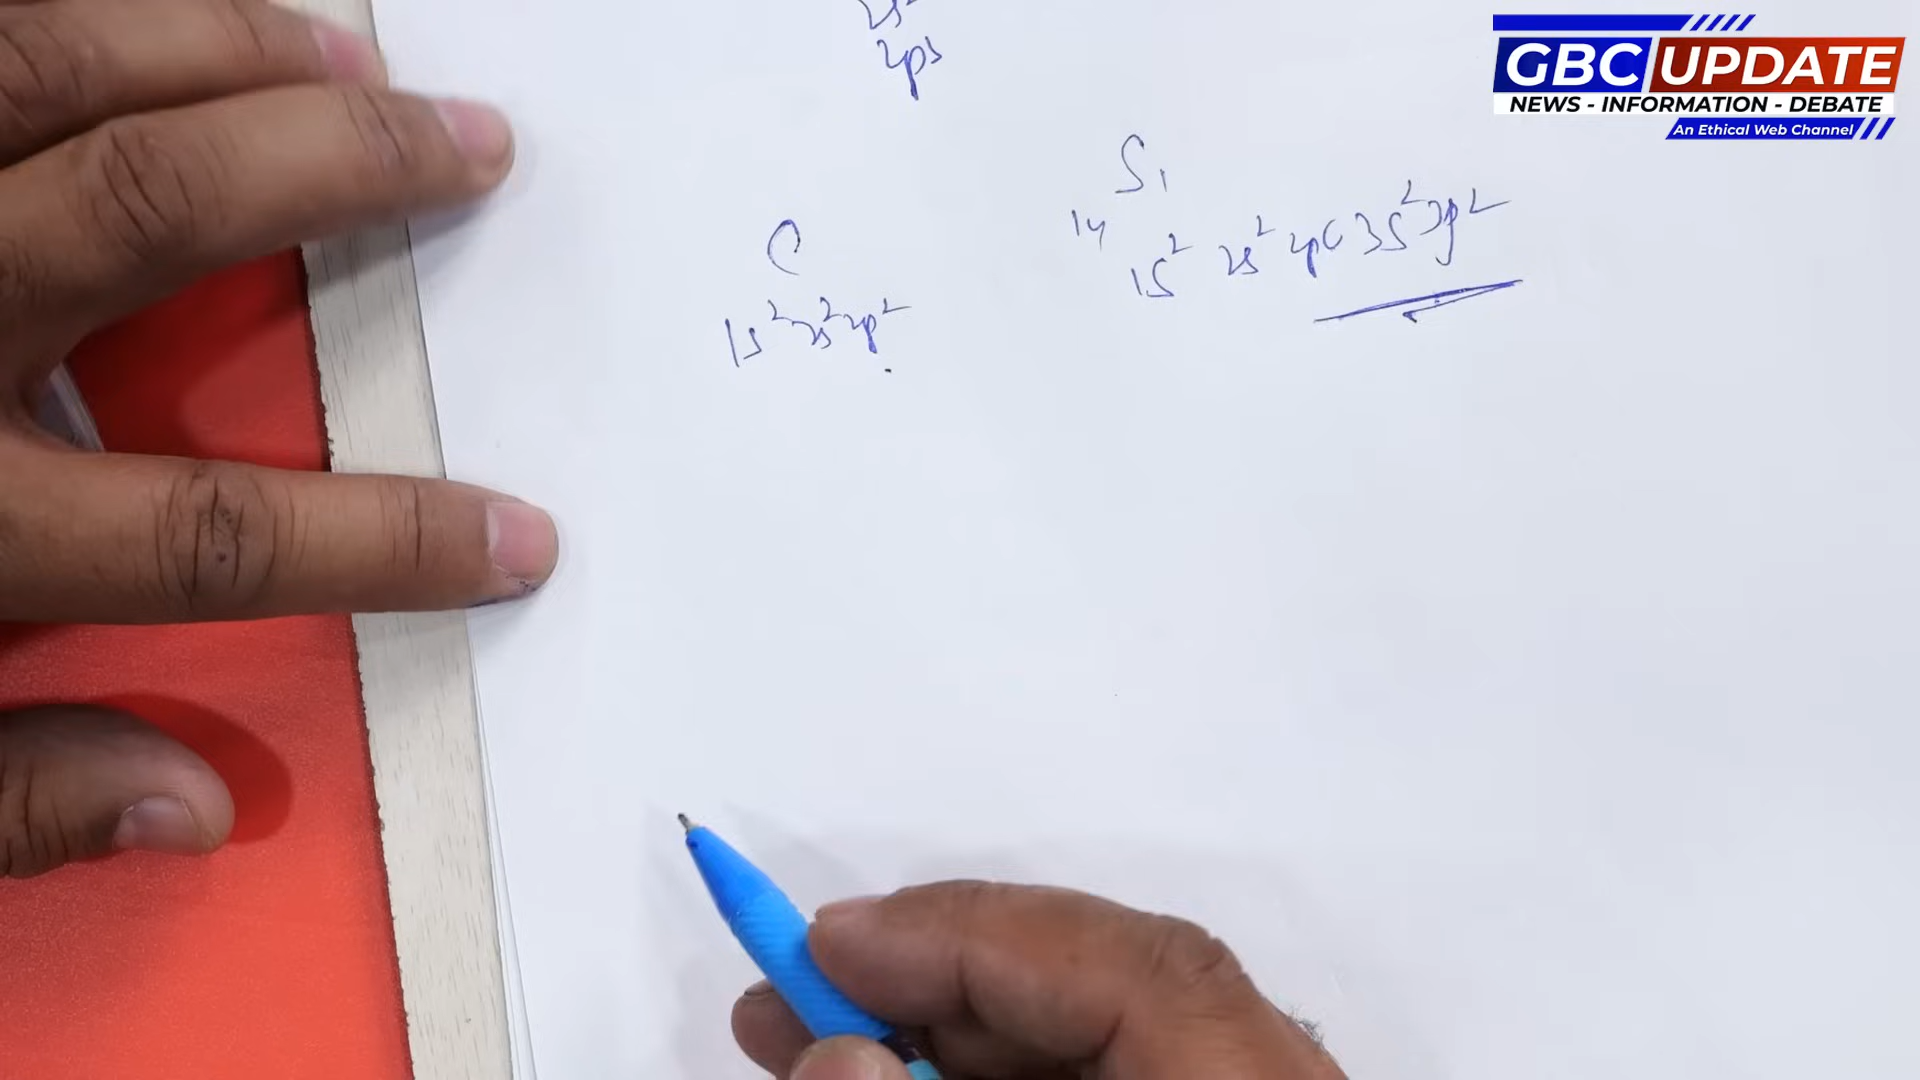 2s²
2p3
GBC UPDATE
NEWS - INFORMATION - DEBATE
An Ethical Web Channel
Si
14
1s² 2s² 2p6 3s² 3p²
C
1s² 2s² 2p²